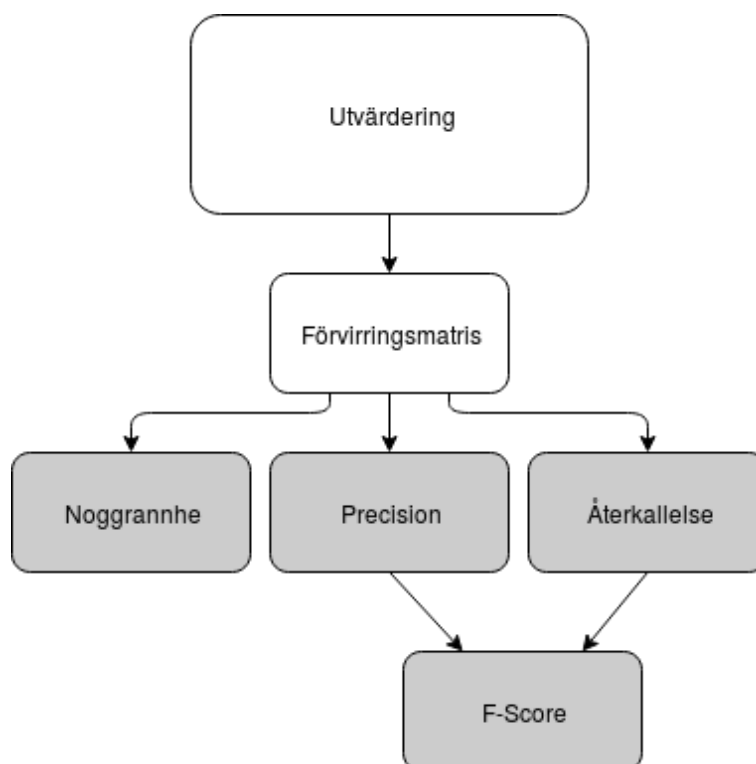 Utvärdering
Förvirringsmatris
Noggrannhe
Precision
Återkallelse
F-Score